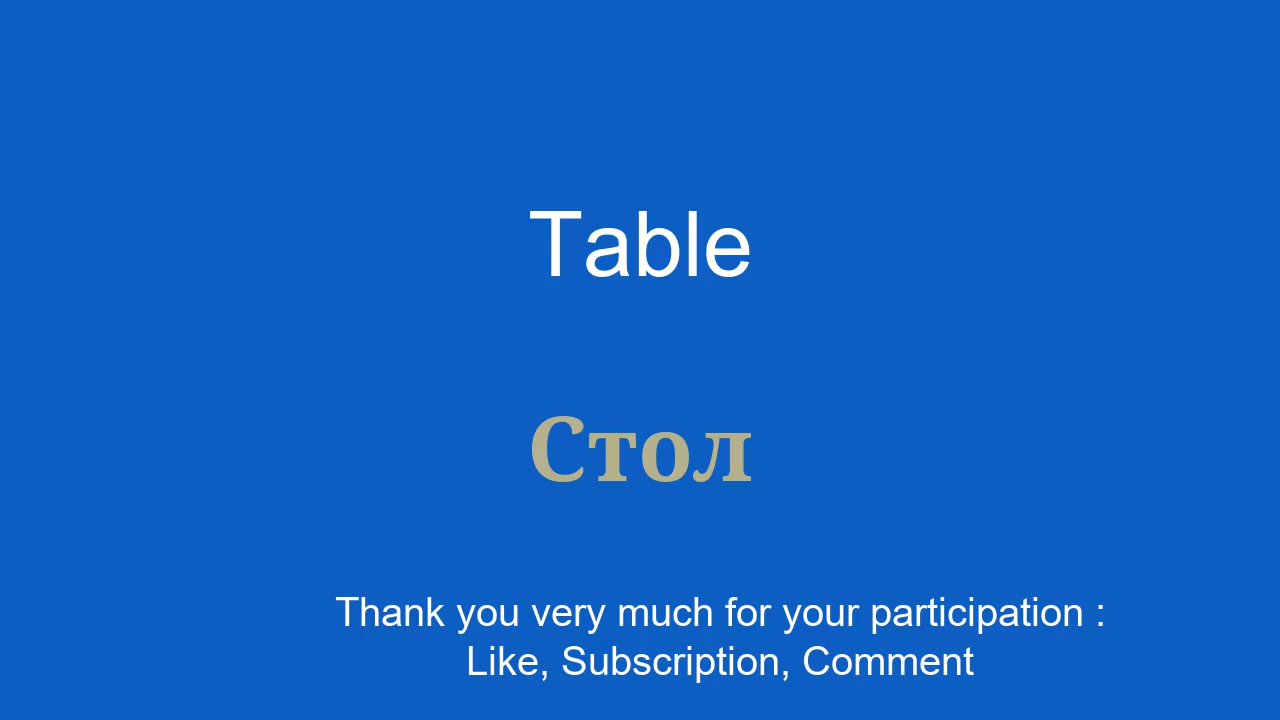 Table
Стол
Thank you very much for your participation :
Like, Subscription, Comment